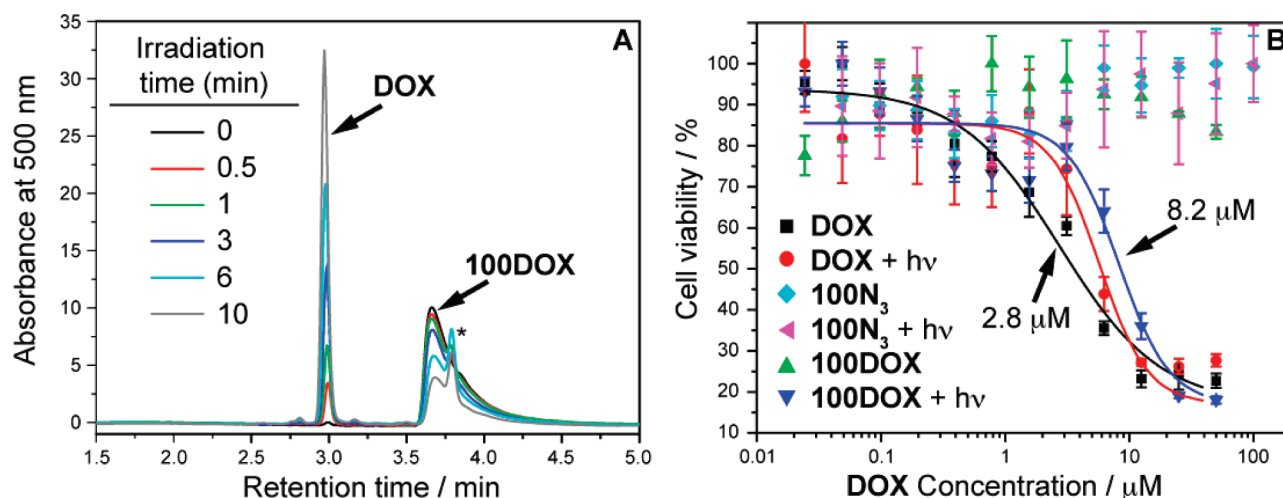 A
Irradiation
time (min)
0
0.5
1
3
6
10
DOX
100DOX
*
Absorbance at 500 nm
35
30
25
20
15
10
5
0
1.5 2.0 2.5 3.0 3.5 4.0 4.5 5.0
Retention time / min
B
Cell viability / %
100
90
80
70
60
50
40
30
20
10
DOX
DOX + hν
100N₃
100N₃ + hν
100DOX
100DOX + hν
8.2 μM
2.8 μM
0.01 0.1 1 10 100
DOX Concentration / μM